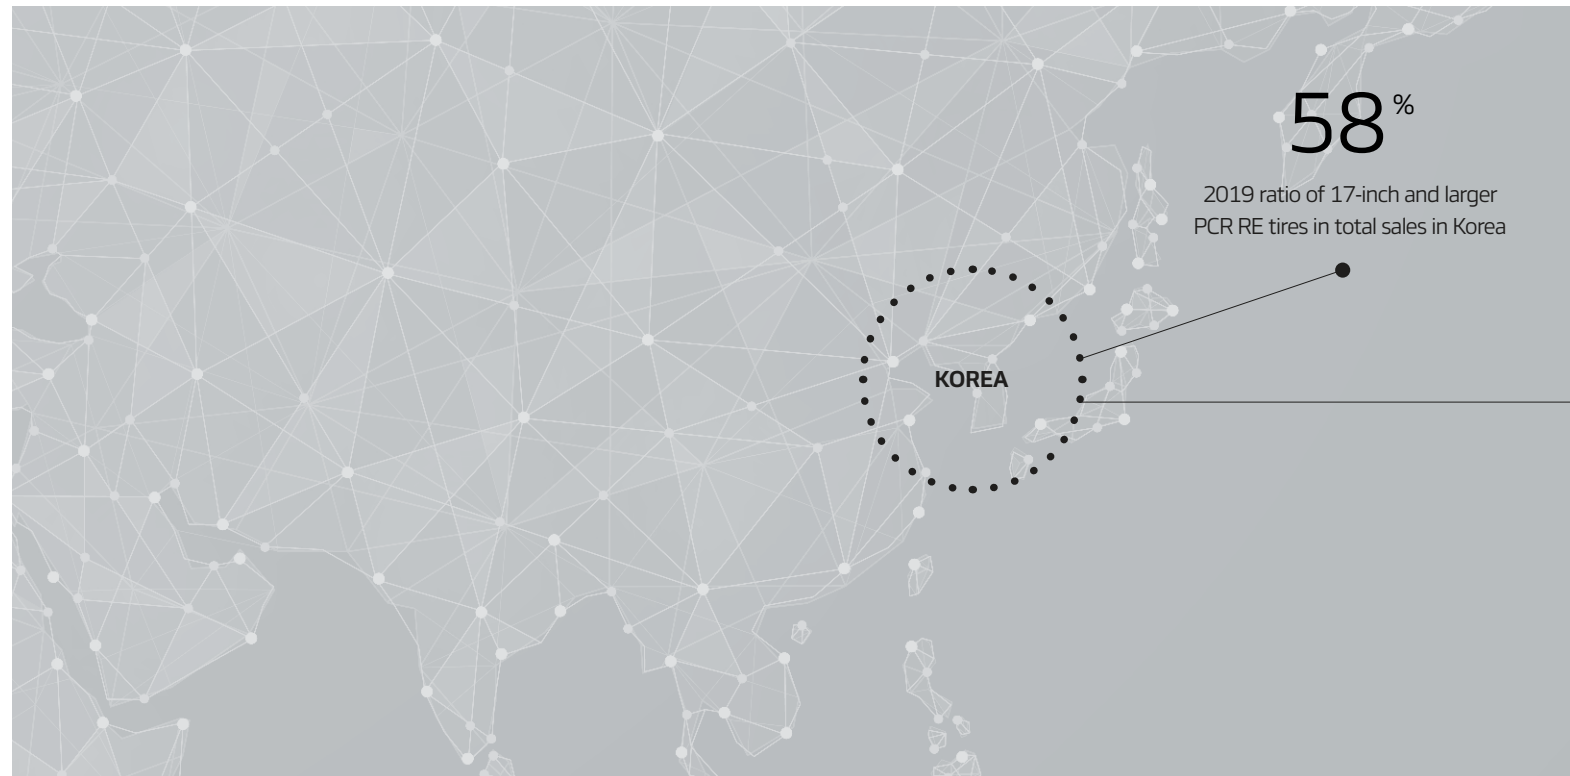 58%
2019 ratio of 17-inch and larger
PCR RE tires in total sales in Korea
KOREA